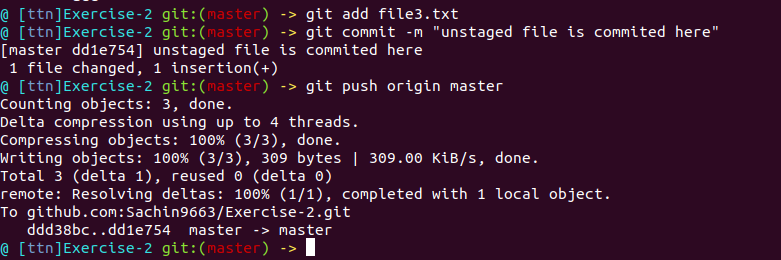 @ [ttn]Exercise-2 git:(master) -> git add file3.txt
@ [ttn]Exercise-2 git:(master) -> git commit -m "unstaged file is commited here"
[master dd1e754] unstaged file is commited here
 1 file changed, 1 insertion(+)
@ [ttn]Exercise-2 git:(master) -> git push origin master
Counting objects: 3, done.
Delta compression using up to 4 threads.
Compressing objects: 100% (3/3), done.
Writing objects: 100% (3/3), 309 bytes | 309.00 KiB/s, done.
Total 3 (delta 1), reused 0 (delta 0)
remote: Resolving deltas: 100% (1/1), completed with 1 local object.
To github.com:Sachin9663/Exercise-2.git
   ddd38bc..dd1e754  master -> master
@ [ttn]Exercise-2 git:(master) ->